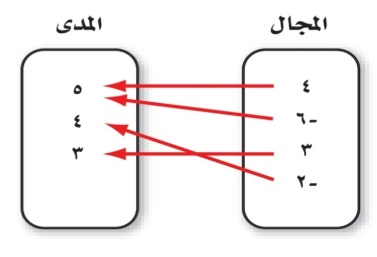 المجال المدى
٤ ٥
-٦ ٤
٣ ٣
-٢